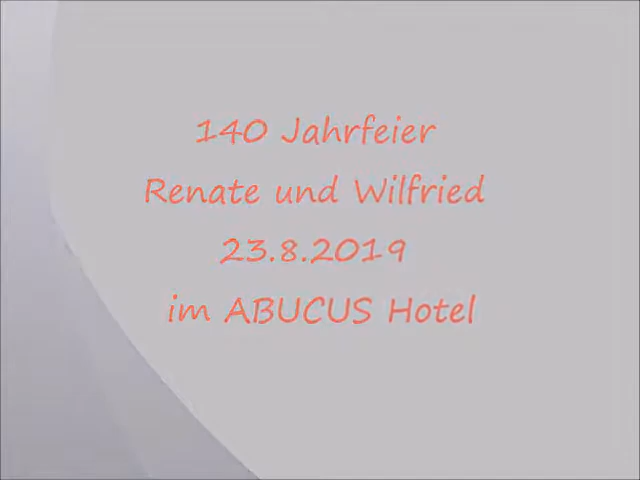 140 Jahrfeier
Renate und Wilfried
23.8.2019
im ABUCUS Hotel